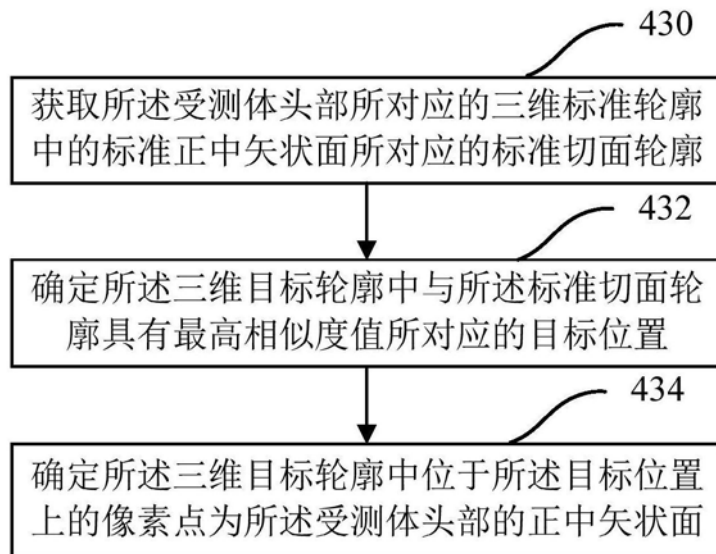 430
获取所述受测体头部所对应的三维标准轮廓
中的标准正中矢状面所对应的标准切面轮廓
432
确定所述三维目标轮廓中与所述标准切面轮
廓具有最高相似度值所对应的目标位置
434
确定所述三维目标轮廓中位于所述目标位置
上的像素点为所述受测体头部的正中矢状面